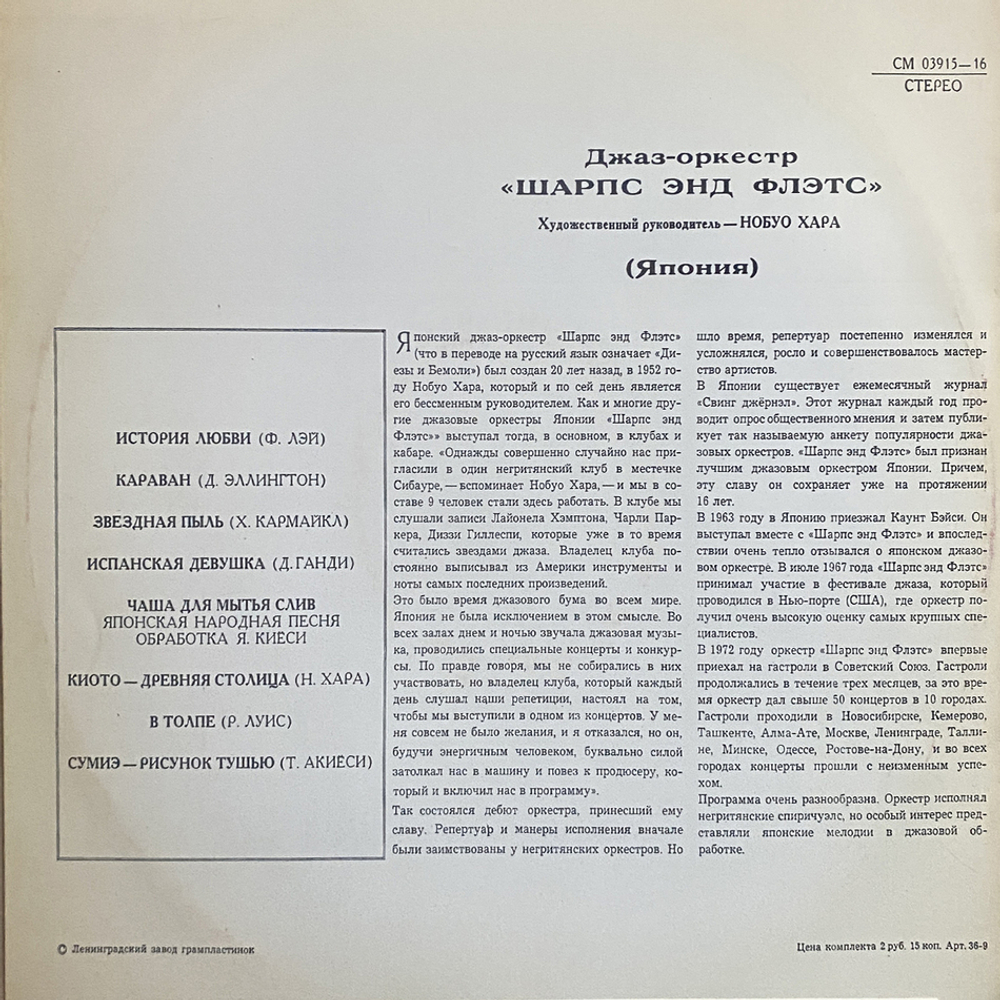 СМ 03915—16
СТЕРЕО
Джаз-оркестр
«ШАРПС ЭНД ФЛЭТС»
Художественный руководитель — НОБУО ХАРА
(Япония)
ИСТОРИЯ ЛЮБВИ (Ф. ЛЭЙ)
КАРАВАН (Д. ЭЛЛИНГТОН)
ЗВЕЗДНАЯ ПЫЛЬ (Х. КАРМАЙКЛ)
ИСПАНСКАЯ ДЕВУШКА (Д. ГАНДИ)
ЧАША ДЛЯ МЫТЬЯ СЛИВ
ЯПОНСКАЯ НАРОДНАЯ ПЕСНЯ
ОБРАБОТКА Я. КИЕСИ
КИОТО — ДРЕВНЯЯ СТОЛИЦА (Н. ХАРА)
В ТОЛПЕ (Р. ЛУИС)
СУМИЭ — РИСУНОК ТУШЬЮ (Т. АКИЕСИ)
Японский джаз-оркестр «Шарпс энд Флэтс»
(что в переводе на русский язык означает «Ди-
езы и Бемоли») был создан 20 лет назад, в 1952 го-
ду Нобуо Хара, который и по сей день является
его бессменным руководителем. Как и многие дру-
гие джазовые оркестры Японии «Шарпс энд
Флэтс»» выступал тогда, в основном, в клубах и
кабаре. «Однажды совершенно случайно нас при-
гласили в один негритянский клуб в местечке
Сибауре, — вспоминает Нобуо Хара, — и мы в со-
ставе 9 человек стали здесь работать. В клубе мы
слушали записи Лайонела Хэмптона, Чарли Пар-
кера, Диззи Гиллеспи, которые уже в то время
считались звездами джаза. Владелец клуба по-
стоянно выписывал из Америки инструменты и
ноты самых последних произведений.
Это было время джазового бума во всем мире.
Япония не была исключением в этом смысле. Во
всех залах днем и ночью звучала джазовая музы-
ка, проводились специальные концерты и конкур-
сы. По правде говоря, мы не собирались в них
участвовать, но владелец клуба, который каждый
день слушал наши репетиции, настоял на том,
чтобы мы выступили в одном из концертов. У ме-
ня совсем не было желания, и я отказался, но он,
будучи энергичным человеком, буквально силой
затолкал нас в машину и повез к продюсеру, ко-
торый и включил нас в программу».
Так состоялся дебют оркестра, принесший ему
славу. Репертуар и манеры исполнения вначале
были заимствованы у негритянских оркестров. Но
шло время, репертуар постепенно изменялся и
усложнялся, росло и совершенствовалось мастер-
ство артистов.
В Японии существует ежемесячный журнал
«Свинг джёрнэл». Этот журнал каждый год про-
водит опрос общественного мнения и затем публи-
кует так называемую анкету популярности джа-
зовых оркестров. «Шарпс энд Флэтс» был признан
лучшим джазовым оркестром Японии. Причем,
эту славу он сохраняет уже на протяжении
16 лет.
В 1963 году в Японию приезжал Каунт Бэйси. Он
выступал вместе с «Шарпс энд Флэтс» и впослед-
ствии очень тепло отзывался о японском джазо-
вом оркестре. В июле 1967 года «Шарпс энд Флэтс»
принимал участие в фестивале джаза, который
проводился в Нью-порте (США), где оркестр по-
лучил очень высокую оценку самых крупных спе-
циалистов.
В 1972 году оркестр «Шарпс энд Флэтс» впервые
приехал на гастроли в Советский Союз. Гастроли
продолжались в течение трех месяцев, за это вре-
мя оркестр дал свыше 50 концертов в 10 городах.
Гастроли проходили в Новосибирске, Кемерово,
Ташкенте, Алма-Ате, Москве, Ленинграде, Талли-
не, Минске, Одессе, Ростове-на-Дону, и во всех
городах концерты прошли с неизменным успе-
хом.
Программа очень разнообразна. Оркестр исполнял
негритянские спиричуэлс, но особый интерес пред-
ставляли японские мелодии в джазовой об-
работке.
© Ленинградский завод грампластинок
Цена комплекта 2 руб. 15 коп. Арт. 36-9